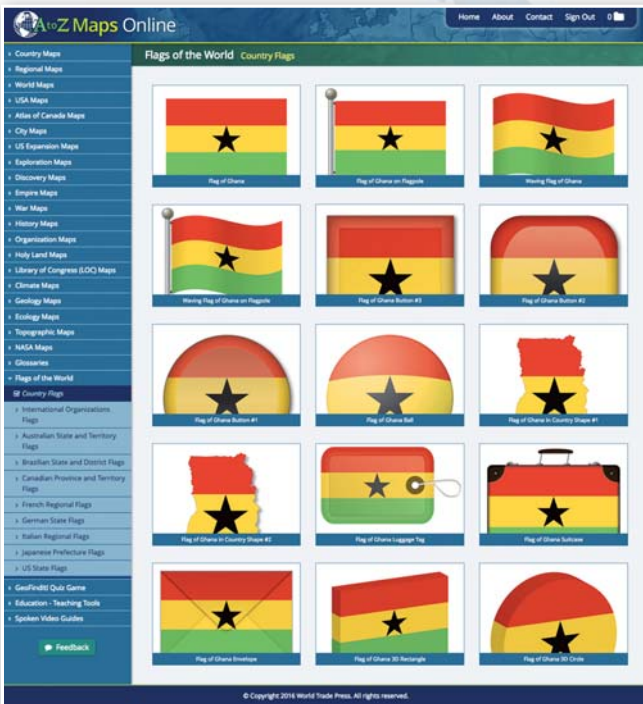 AtoZ Maps Online
Home About Contact Sign Out 0
Country Maps
Regional Maps
World Maps
USA Maps
Atlas of Canada Maps
City Maps
US Expansion Maps
Exploration Maps
Discovery Maps
Empire Maps
War Maps
History Maps
Organization Maps
Holy Land Maps
Library of Congress (LOC) Maps
Climate Maps
Geology Maps
Ecology Maps
Topographic Maps
NASA Maps
Glossaries
Flags of the World
Country Flags
International Organizations
Flags
Australian State and Territory
Flags
Brazilian State and District Flags
Canadian Province and Territory
Flags
French Regional Flags
German State Flags
Italian Regional Flags
Japanese Prefecture Flags
US State Flags
GeoFindIt! Quiz Game
Education - Teaching Tools
Spoken Video Guides
Feedback
Flags of the World Country Flags
Flag of Ghana
Flag of Ghana on Flagpole
Waving Flag of Ghana
Waving Flag of Ghana on Flagpole
Flag of Ghana Button #3
Flag of Ghana Button #2
Flag of Ghana Button #1
Flag of Ghana Ball
Flag of Ghana in Country Shape #1
Flag of Ghana in Country Shape #2
Flag of Ghana Luggage Tag
Flag of Ghana Suitcase
Flag of Ghana Envelope
Flag of Ghana 3D Rectangle
Flag of Ghana 3D Circle
© Copyright 2016 World Trade Press. All rights reserved.